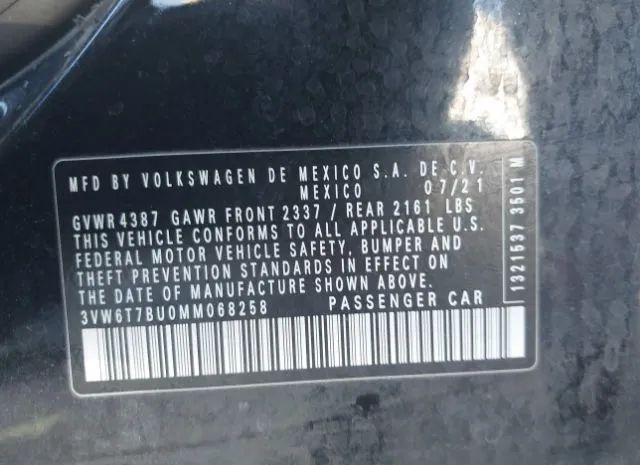 MFD BY VOLKSWAGEN DE MEXICO S.A. DE C.V.
MEXICO 07/21
GVWR 4387 GAWR FRONT 2337 / REAR 2161 LBS
THIS VEHICLE CONFORMS TO ALL APPLICABLE U.S.
FEDERAL MOTOR VEHICLE SAFETY, BUMPER AND
THEFT PREVENTION STANDARDS IN EFFECT ON
THE DATE OF MANUFACTURE SHOWN ABOVE.
3VW6T7BU0MM068258 PASSENGER CAR
1321537 3501 M